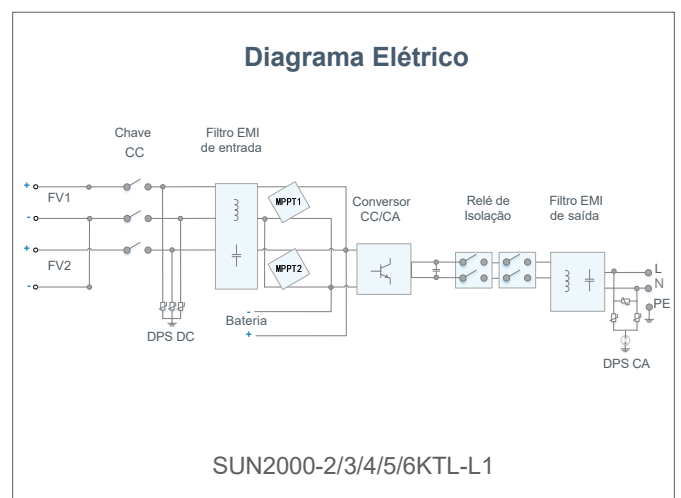 Diagrama Elétrico
Chave
CC
Filtro EMI
de entrada
+
FV1
-
+
FV2
-
DPS DC
MPPT1
MPPT2
Bateria
-
+
Conversor
CC/CA
Relé de
Isolação
Filtro EMI
de saída
L
N
PE
DPS CA
SUN2000-2/3/4/5/6KTL-L1